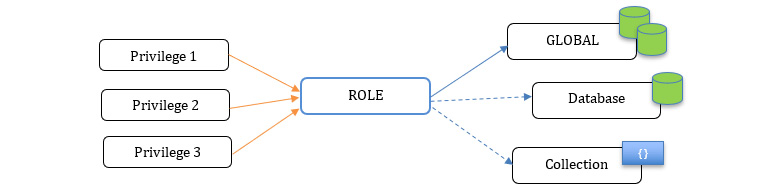 Privilege 1
Privilege 2
Privilege 3
ROLE
GLOBAL
Database
{ }
Collection